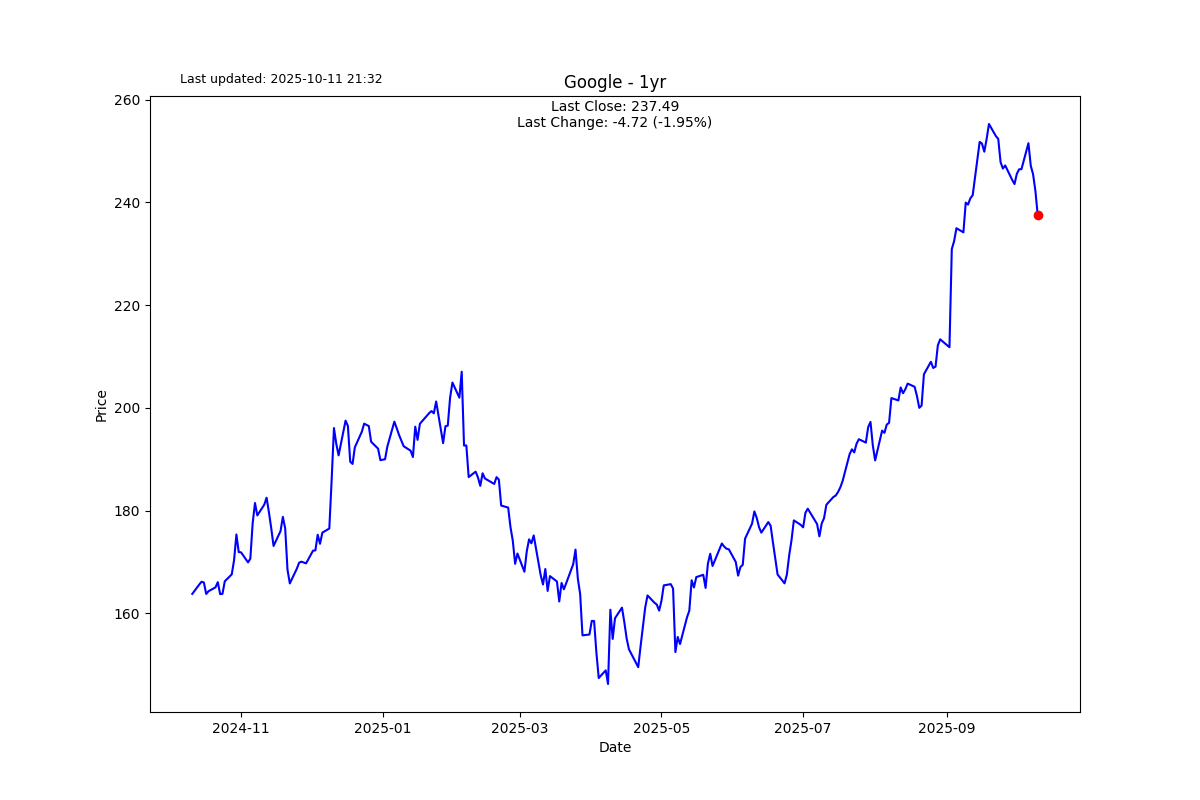 Last updated: 2025-10-11 21:32
Google - 1yr
Last Close: 237.49
Last Change: -4.72 (-1.95%)
260
240
220
200
180
160
Price
2024-11
2025-01
2025-03
2025-05
2025-07
2025-09
Date